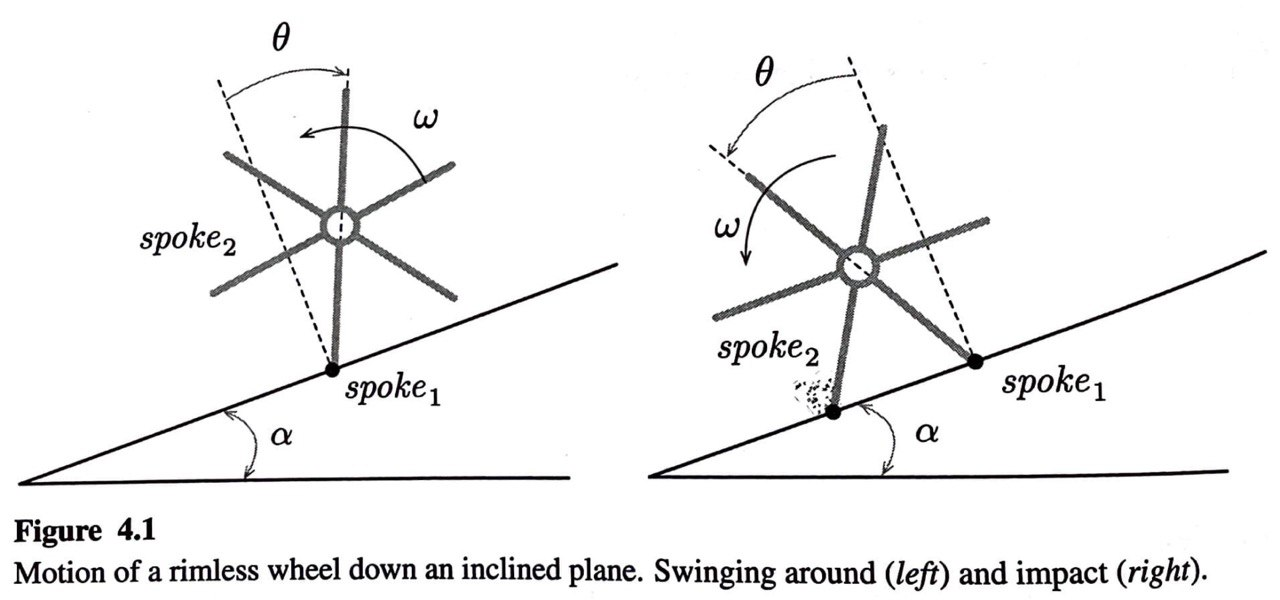 θ
ω
spoke₂
spoke₁
α
θ
ω
spoke₂
spoke₁
α
Figure 4.1
Motion of a rimless wheel down an inclined plane. Swinging around (left) and impact (right).